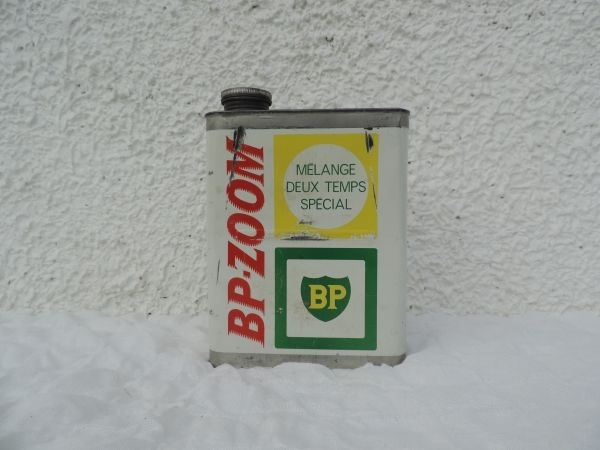 BP-ZOOM
MÉLANGE
DEUX TEMPS
SPÉCIAL
BP